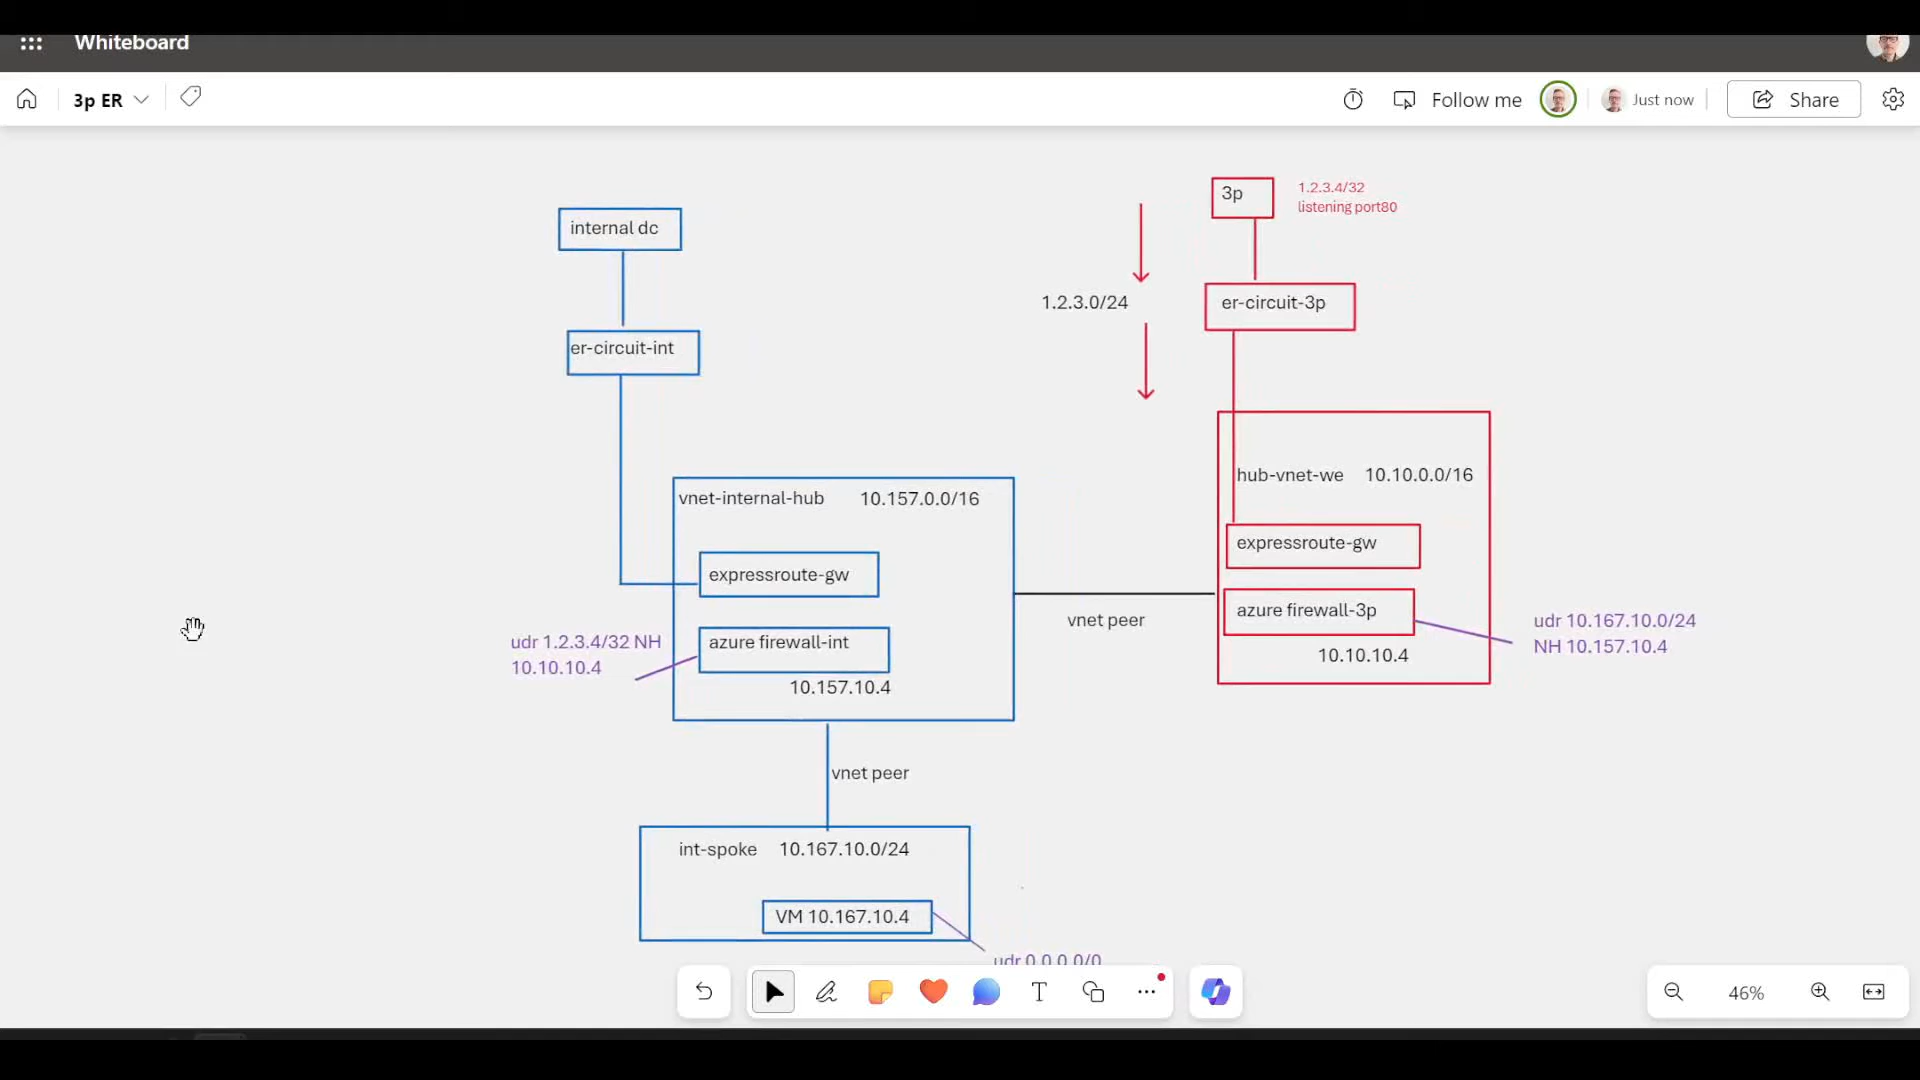 Whiteboard
3p ER
Follow me
Just now
Share
3p
1.2.3.4/32
listening port80
internal dc
1.2.3.0/24
er-circuit-3p
er-circuit-int
hub-vnet-we 10.10.0.0/16
vnet-internal-hub 10.157.0.0/16
expressroute-gw
expressroute-gw
azure firewall-3p
vnet peer
udr 10.167.10.0/24
NH 10.157.10.4
udr 1.2.3.4/32 NH
10.10.10.4
azure firewall-int
10.10.10.4
10.157.10.4
vnet peer
int-spoke 10.167.10.0/24
VM 10.167.10.4
udr 0.0.0.0/0
46%